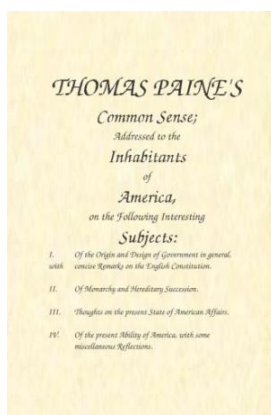 THOMAS PAINE'S
Common Sense;
Addressed to the
Inhabitants
of
America,
on the Following Interesting
Subjects:
I. Of the Origin and Design of Government in general,
with concise Remarks on the English Constitution.
II. Of Monarchy and Hereditary Succession.
III. Thoughts on the present State of American Affairs.
IV. Of the present Ability of America, with some
miscellaneous Reflections.